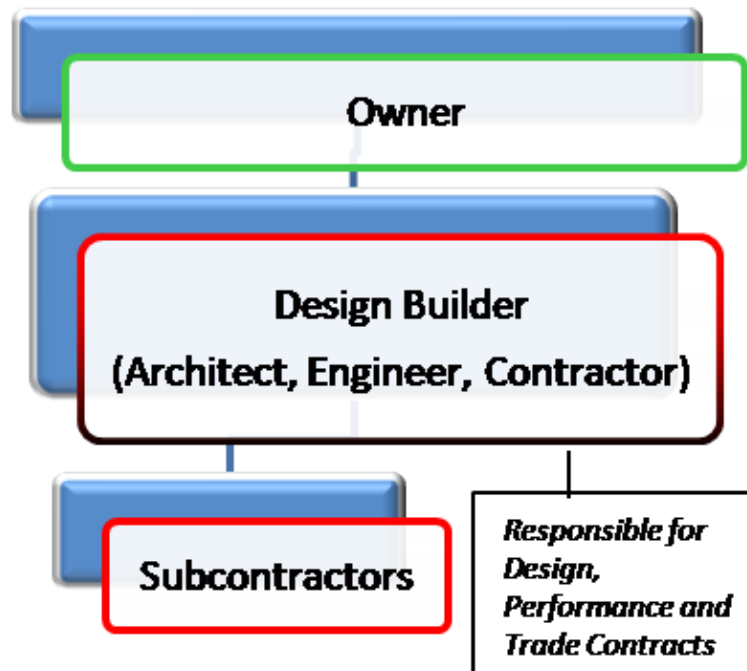 Owner
Design Builder
(Architect, Engineer, Contractor)
Subcontractors
Responsible for
Design,
Performance and
Trade Contracts